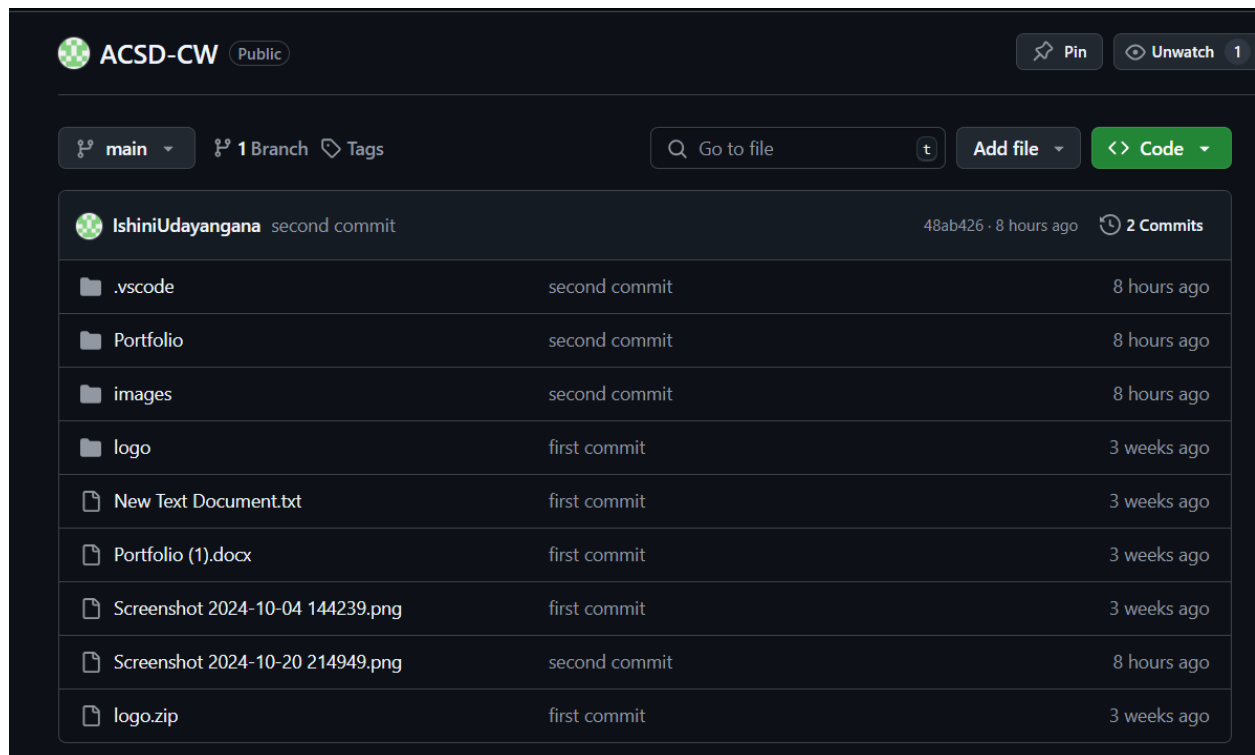 ACSD-CW Public Pin Unwatch 1
main 1 Branch Tags Go to file t Add file Code
IshiniUdayangana second commit 48ab426 · 8 hours ago 2 Commits
.vscode second commit 8 hours ago
Portfolio second commit 8 hours ago
images second commit 8 hours ago
logo first commit 3 weeks ago
New Text Document.txt first commit 3 weeks ago
Portfolio (1).docx first commit 3 weeks ago
Screenshot 2024-10-04 144239.png first commit 3 weeks ago
Screenshot 2024-10-20 214949.png second commit 8 hours ago
logo.zip first commit 3 weeks ago